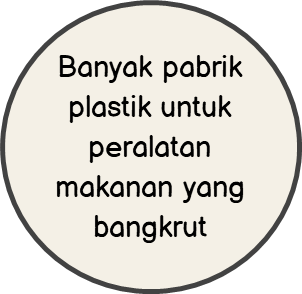 Banyak pabrik
plastik untuk
peralatan
makanan yang
bangkrut